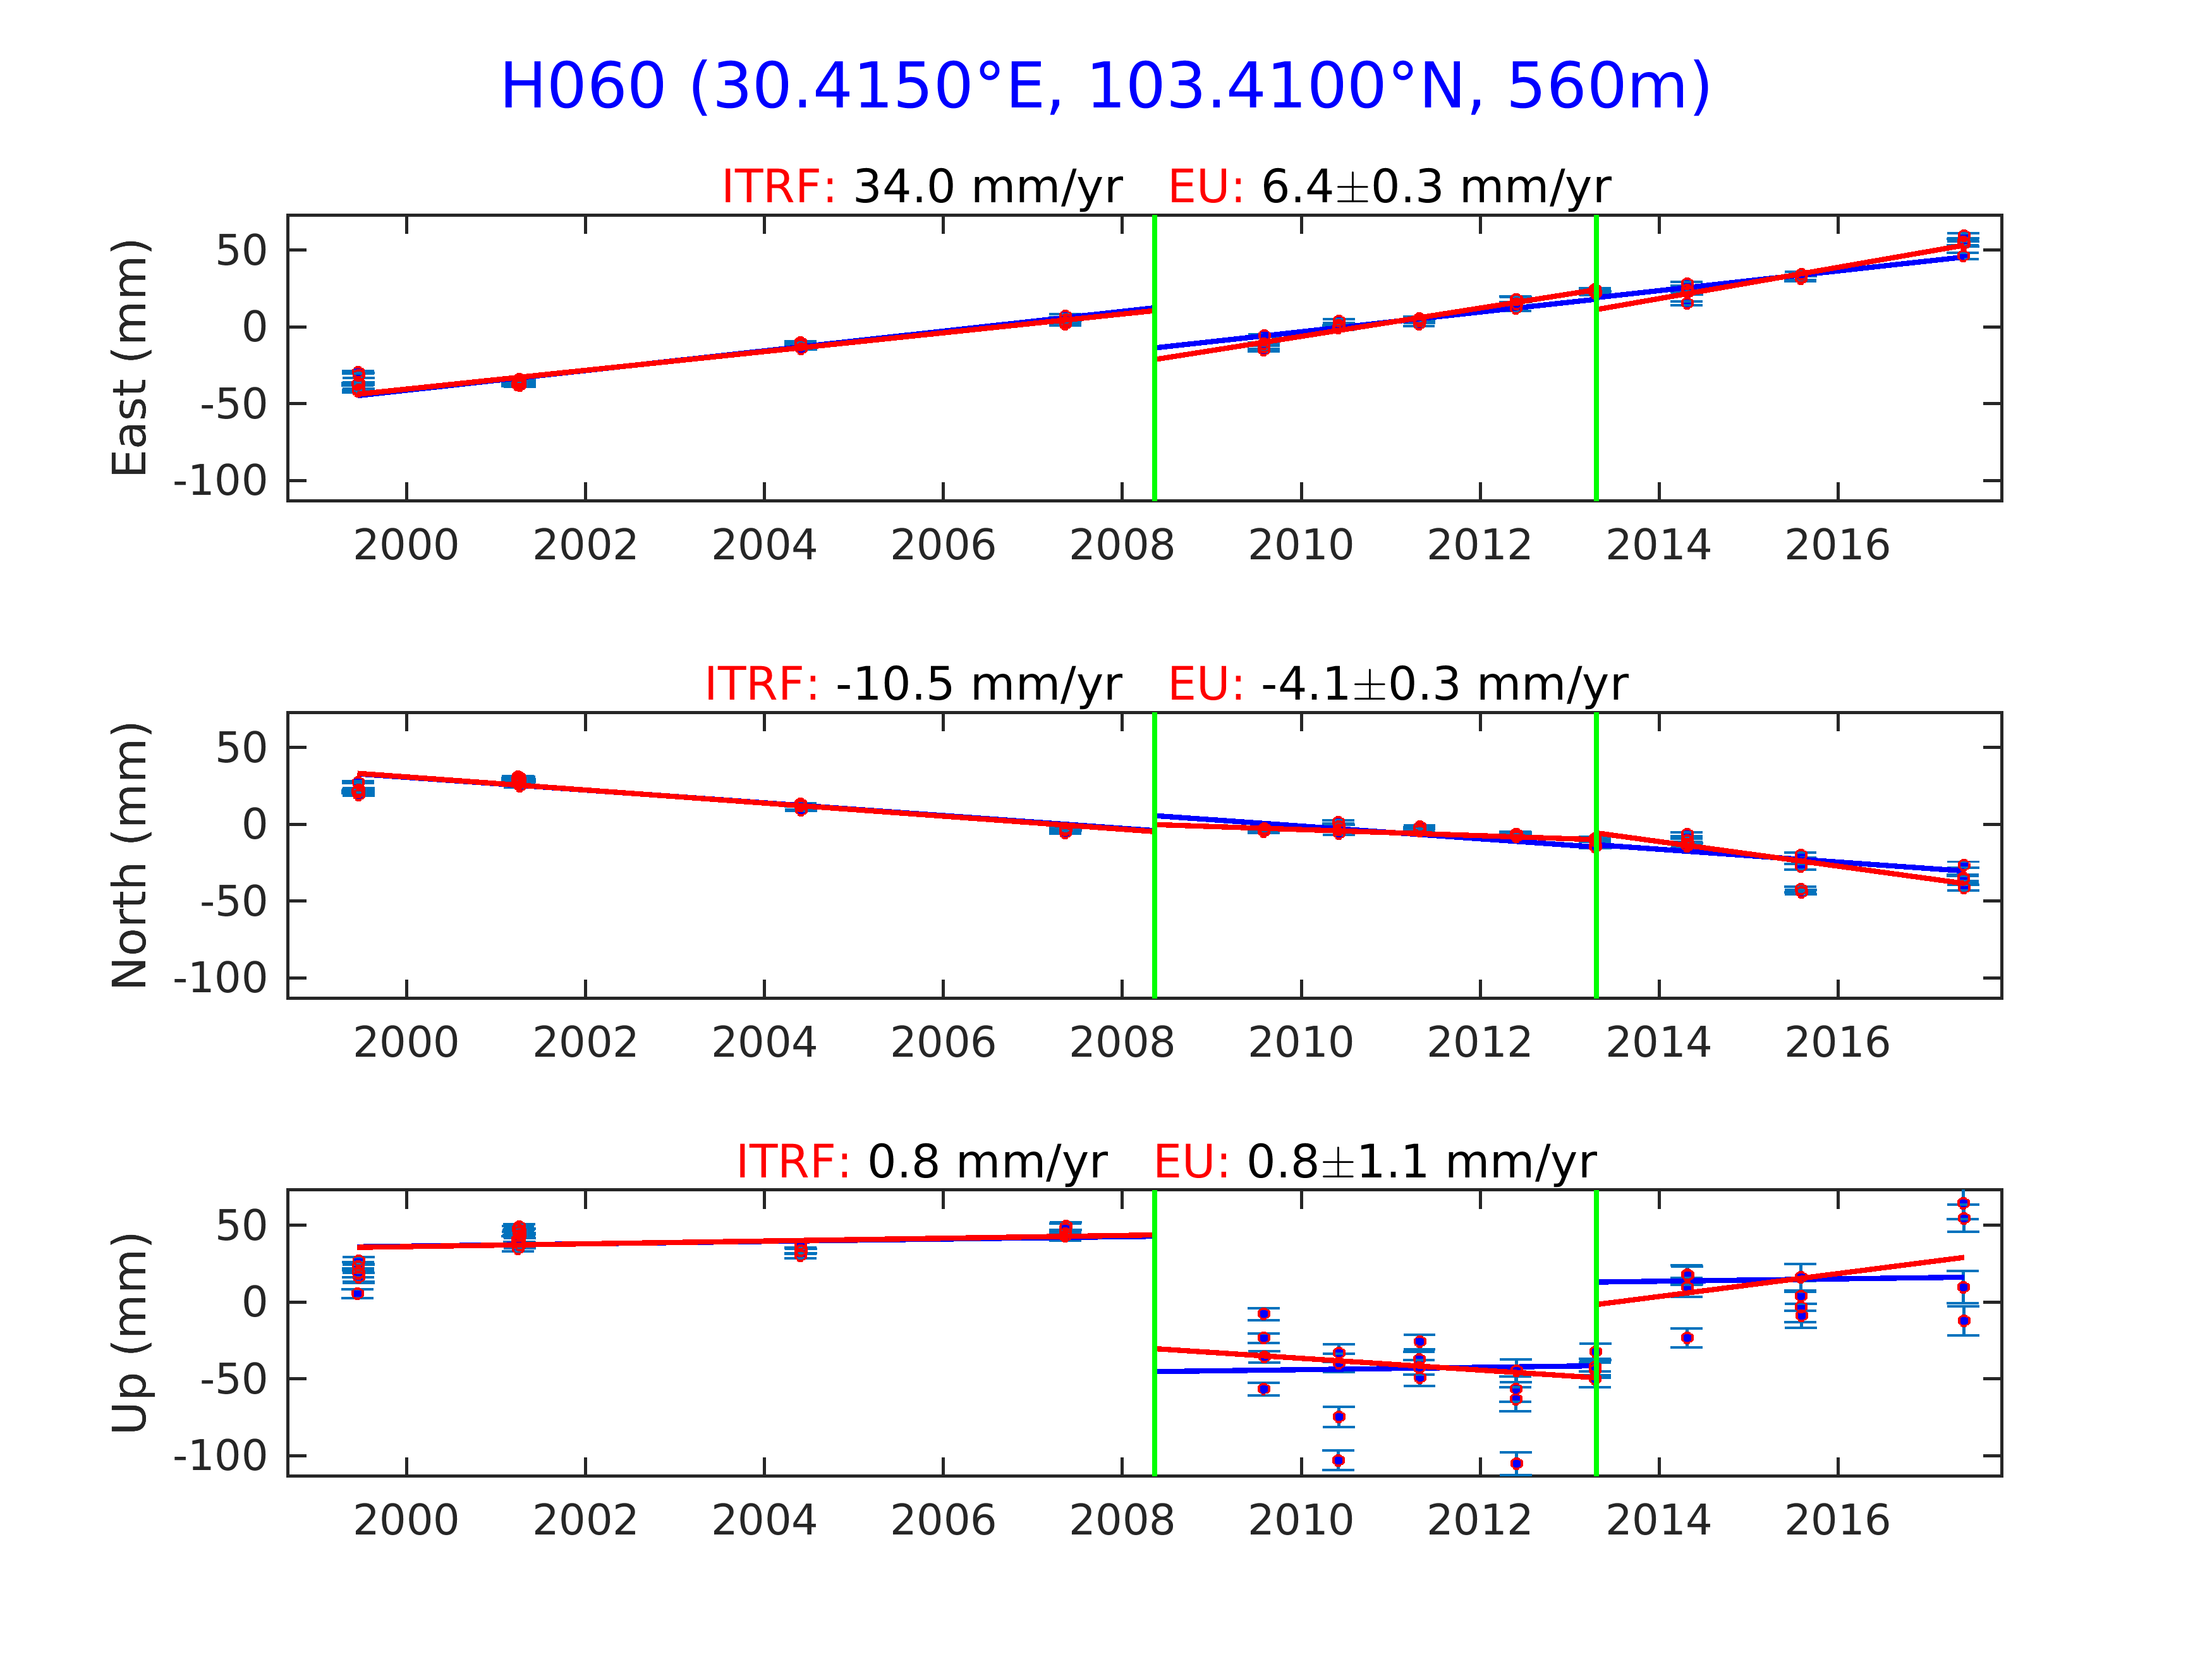 H060 (30.4150°E, 103.4100°N, 560m)
ITRF: 34.0 mm/yr EU: 6.4±0.3 mm/yr
East (mm)
50
0
-50
-100
2000 2002 2004 2006 2008 2010 2012 2014 2016
ITRF: -10.5 mm/yr EU: -4.1±0.3 mm/yr
North (mm)
50
0
-50
-100
2000 2002 2004 2006 2008 2010 2012 2014 2016
ITRF: 0.8 mm/yr EU: 0.8±1.1 mm/yr
Up (mm)
50
0
-50
-100
2000 2002 2004 2006 2008 2010 2012 2014 2016